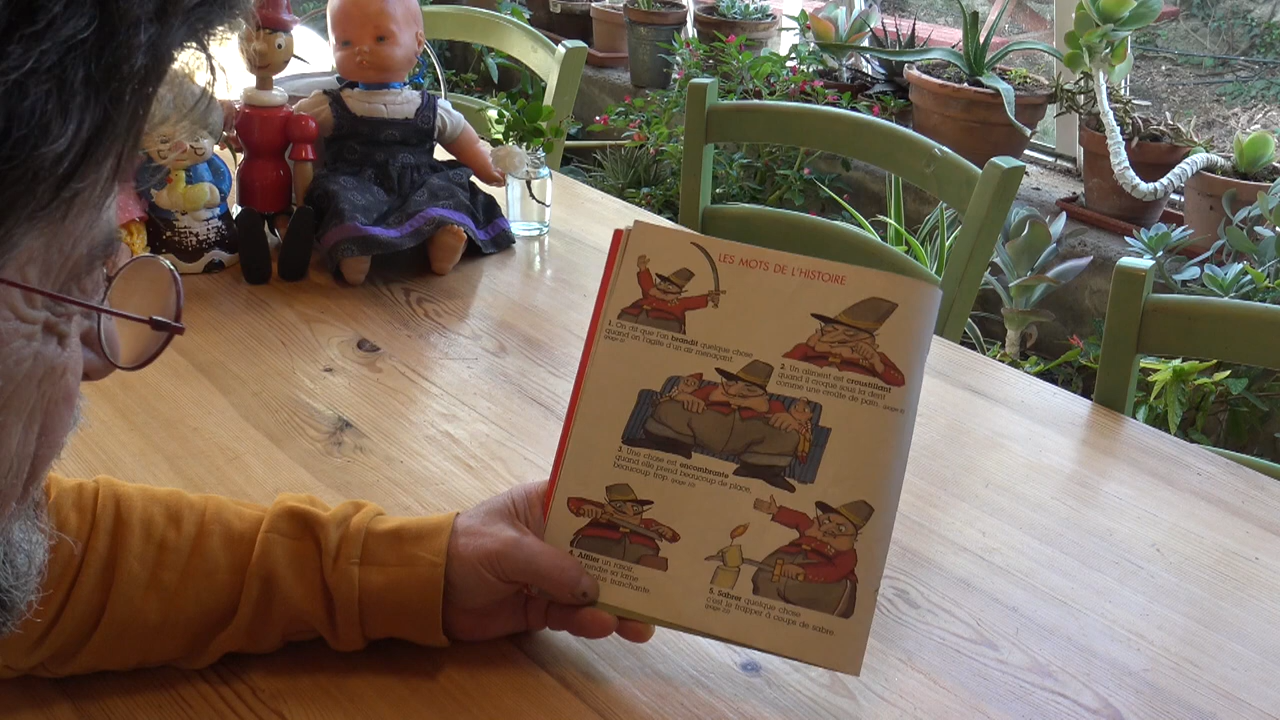 LES MOTS DE L'HISTOIRE
1. On dit que l'on brandit quelque chose
quand on l'agite d'un air menaçant.
2. Un aliment est croustillant
quand il croque sous la dent
comme une croûte de pain.
3. Une chose est encombrante
quand elle prend beaucoup de place,
beaucoup trop.
4. Affiler un rasoir,
rendre sa lame
plus tranchante.
5. Sabrer quelque chose
c'est le frapper à coups de sabre.